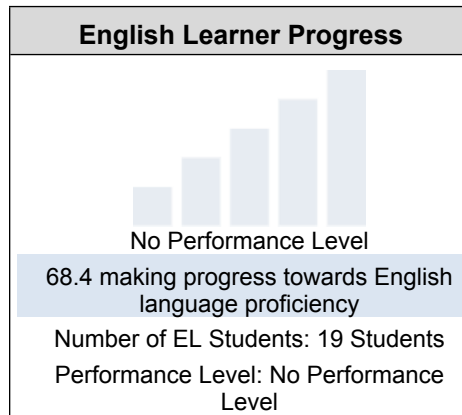 English Learner Progress
No Performance Level
68.4 making progress towards English
language proficiency
Number of EL Students: 19 Students
Performance Level: No Performance
Level